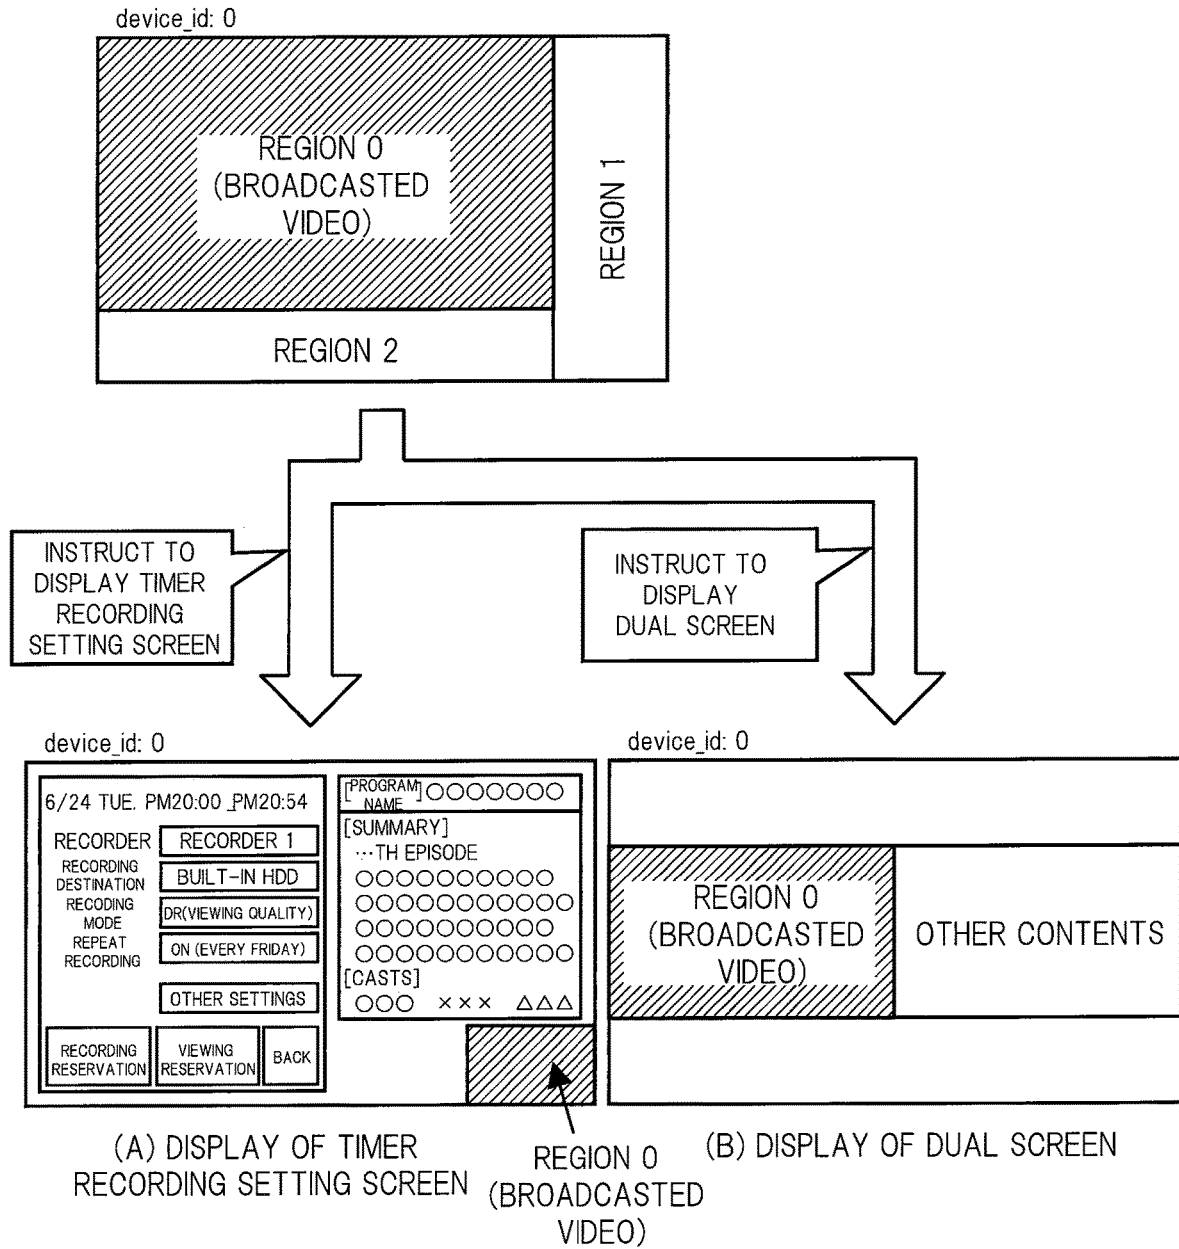 device_id: 0
REGION 0
(BROADCASTED
VIDEO)
REGION 1
REGION 2
INSTRUCT TO
DISPLAY TIMER
RECORDING
SETTING SCREEN
INSTRUCT TO
DISPLAY
DUAL SCREEN
device_id: 0
6/24 TUE. PM20:00 _PM20:54
RECORDER RECORDER 1
RECORDING
DESTINATION
BUILT-IN HDD
RECODING
MODE
DR(VIEWING QUALITY)
REPEAT
RECORDING
ON (EVERY FRIDAY)
OTHER SETTINGS
RECORDING
RESERVATION
VIEWING
RESERVATION
BACK
[PROGRAM
NAME] ○○○○○○○
[SUMMARY]
…TH EPISODE
○○○○○○○○○○
○○○○○○○○○○○
○○○○○○○○○○
○○○○○○○○○○○
[CASTS]
○○○ ××× △△△
REGION 0
(BROADCASTED
VIDEO)
(A) DISPLAY OF TIMER
RECORDING SETTING SCREEN
device_id: 0
REGION 0
(BROADCASTED
VIDEO)
OTHER CONTENTS
(B) DISPLAY OF DUAL SCREEN